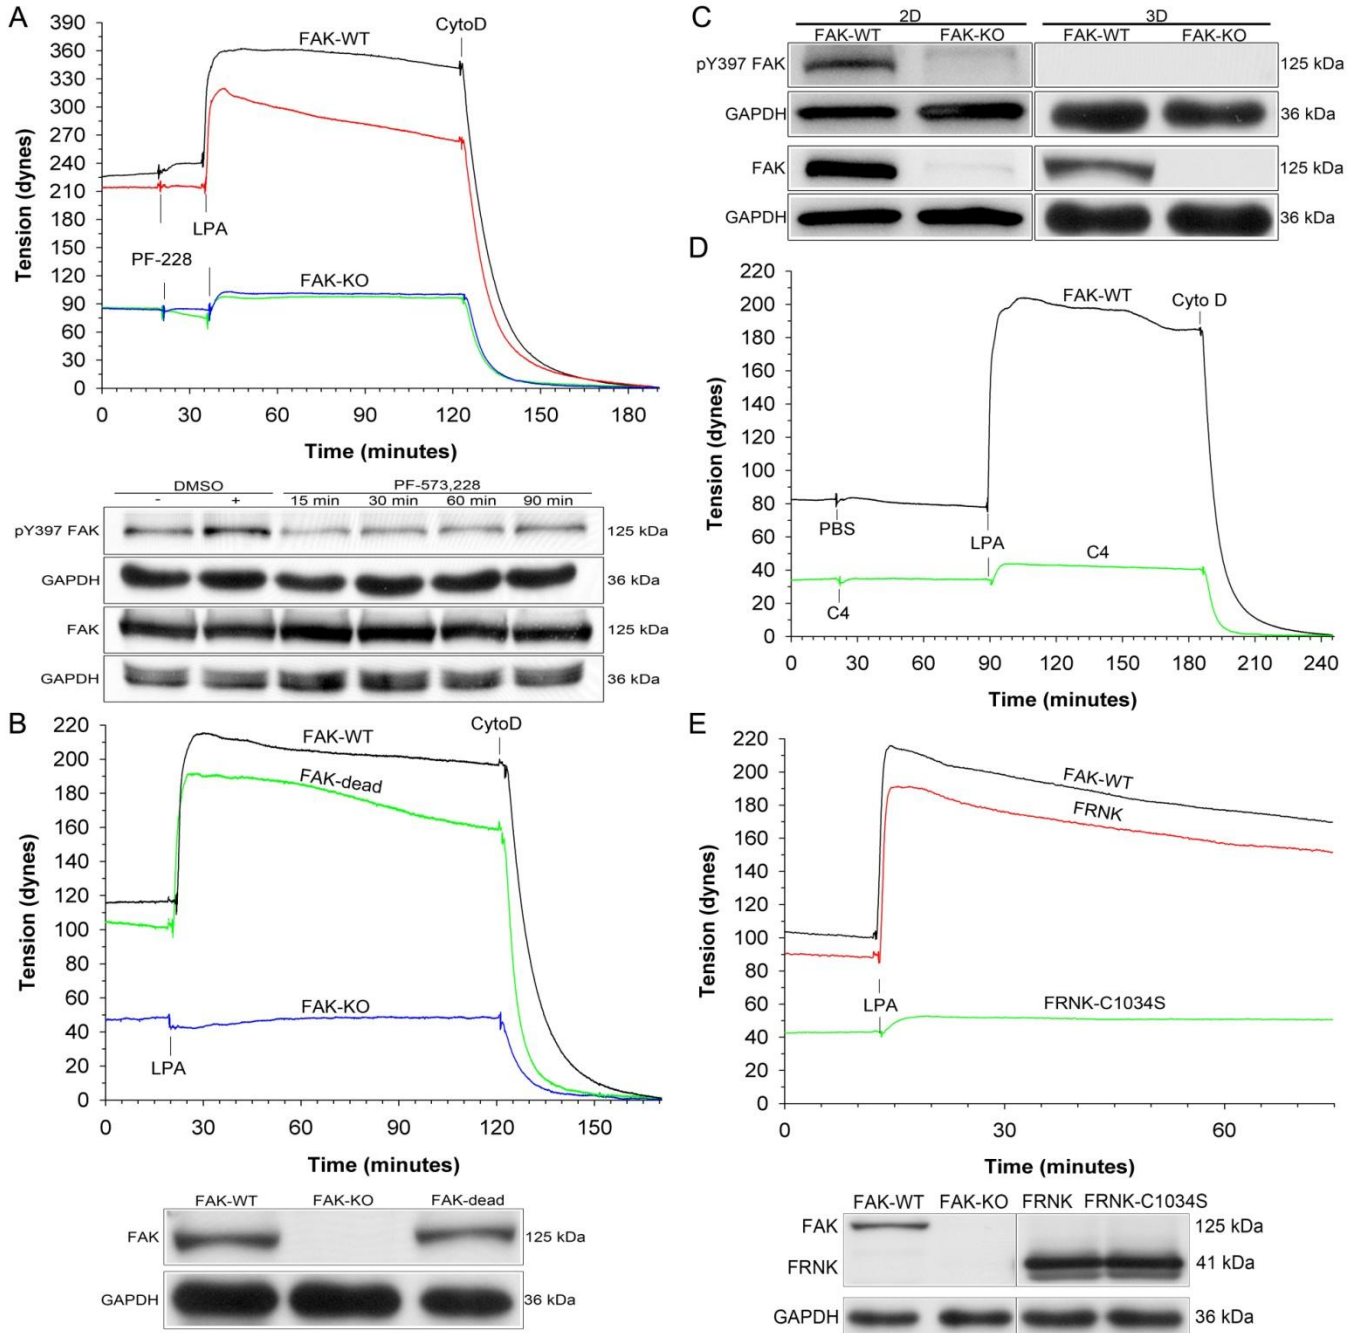 A
Tension (dynes)
390
360
330
300
270
240
210
180
150
120
90
60
30
0
FAK-WT
CytoD
LPA
PF-228
FAK-KO
0 30 60 90 120 150 180
Time (minutes)
DMSO PF-573,228
- + 15 min 30 min 60 min 90 min
pY397 FAK 125 kDa
GAPDH 36 kDa
FAK 125 kDa
GAPDH 36 kDa
B
Tension (dynes)
220
200
180
160
140
120
100
80
60
40
20
0
CytoD
FAK-WT
FAK-dead
FAK-KO
LPA
0 30 60 90 120 150
Time (minutes)
FAK-WT FAK-KO FAK-dead
FAK 125 kDa
GAPDH 36 kDa
C
2D 3D
FAK-WT FAK-KO FAK-WT FAK-KO
pY397 FAK 125 kDa
GAPDH 36 kDa
FAK 125 kDa
GAPDH 36 kDa
D
Tension (dynes)
220
200
180
160
140
120
100
80
60
40
20
0
FAK-WT
Cyto D
PBS
LPA
C4
C4
0 30 60 90 120 150 180 210 240
Time (minutes)
E
Tension (dynes)
220
200
180
160
140
120
100
80
60
40
20
0
FAK-WT
FRNK
LPA
FRNK-C1034S
0 30 60
Time (minutes)
FAK-WT FAK-KO FRNK FRNK-C1034S
FAK 125 kDa
FRNK 41 kDa
GAPDH 36 kDa